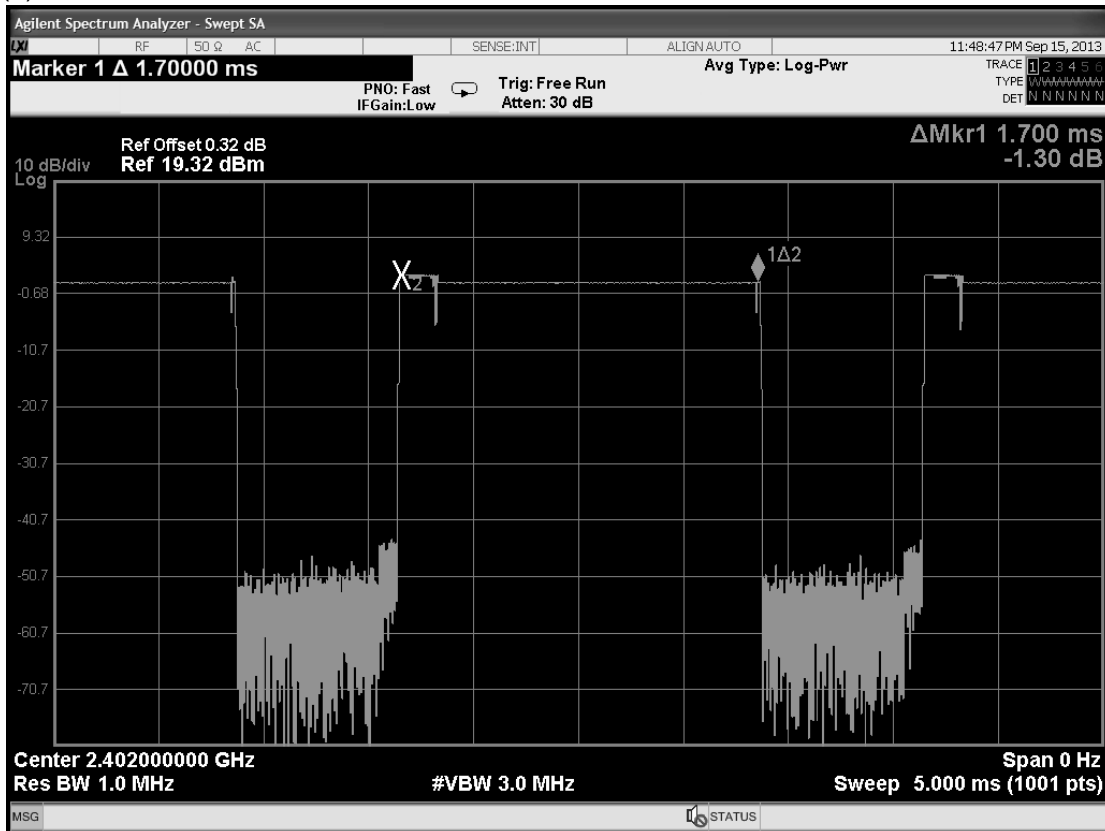 Agilent Spectrum Analyzer - Swept SA
LXI RF 50 Ω AC SENSE:INT ALIGN AUTO 11:48:47 PM Sep 15, 2013
Marker 1 Δ 1.70000 ms Avg Type: Log-Pwr TRACE 1 2 3 4 5 6
PNO: Fast Trig: Free Run TYPE WWWWWW
IFGain:Low Atten: 30 dB DET N N N N N N
ΔMkr1 1.700 ms
-1.30 dB
Ref Offset 0.32 dB
10 dB/div Ref 19.32 dBm
Log
9.32
1Δ2
X2
-0.68
-10.7
-20.7
-30.7
-40.7
-50.7
-60.7
-70.7
Center 2.402000000 GHz Span 0 Hz
Res BW 1.0 MHz #VBW 3.0 MHz Sweep 5.000 ms (1001 pts)
MSG STATUS